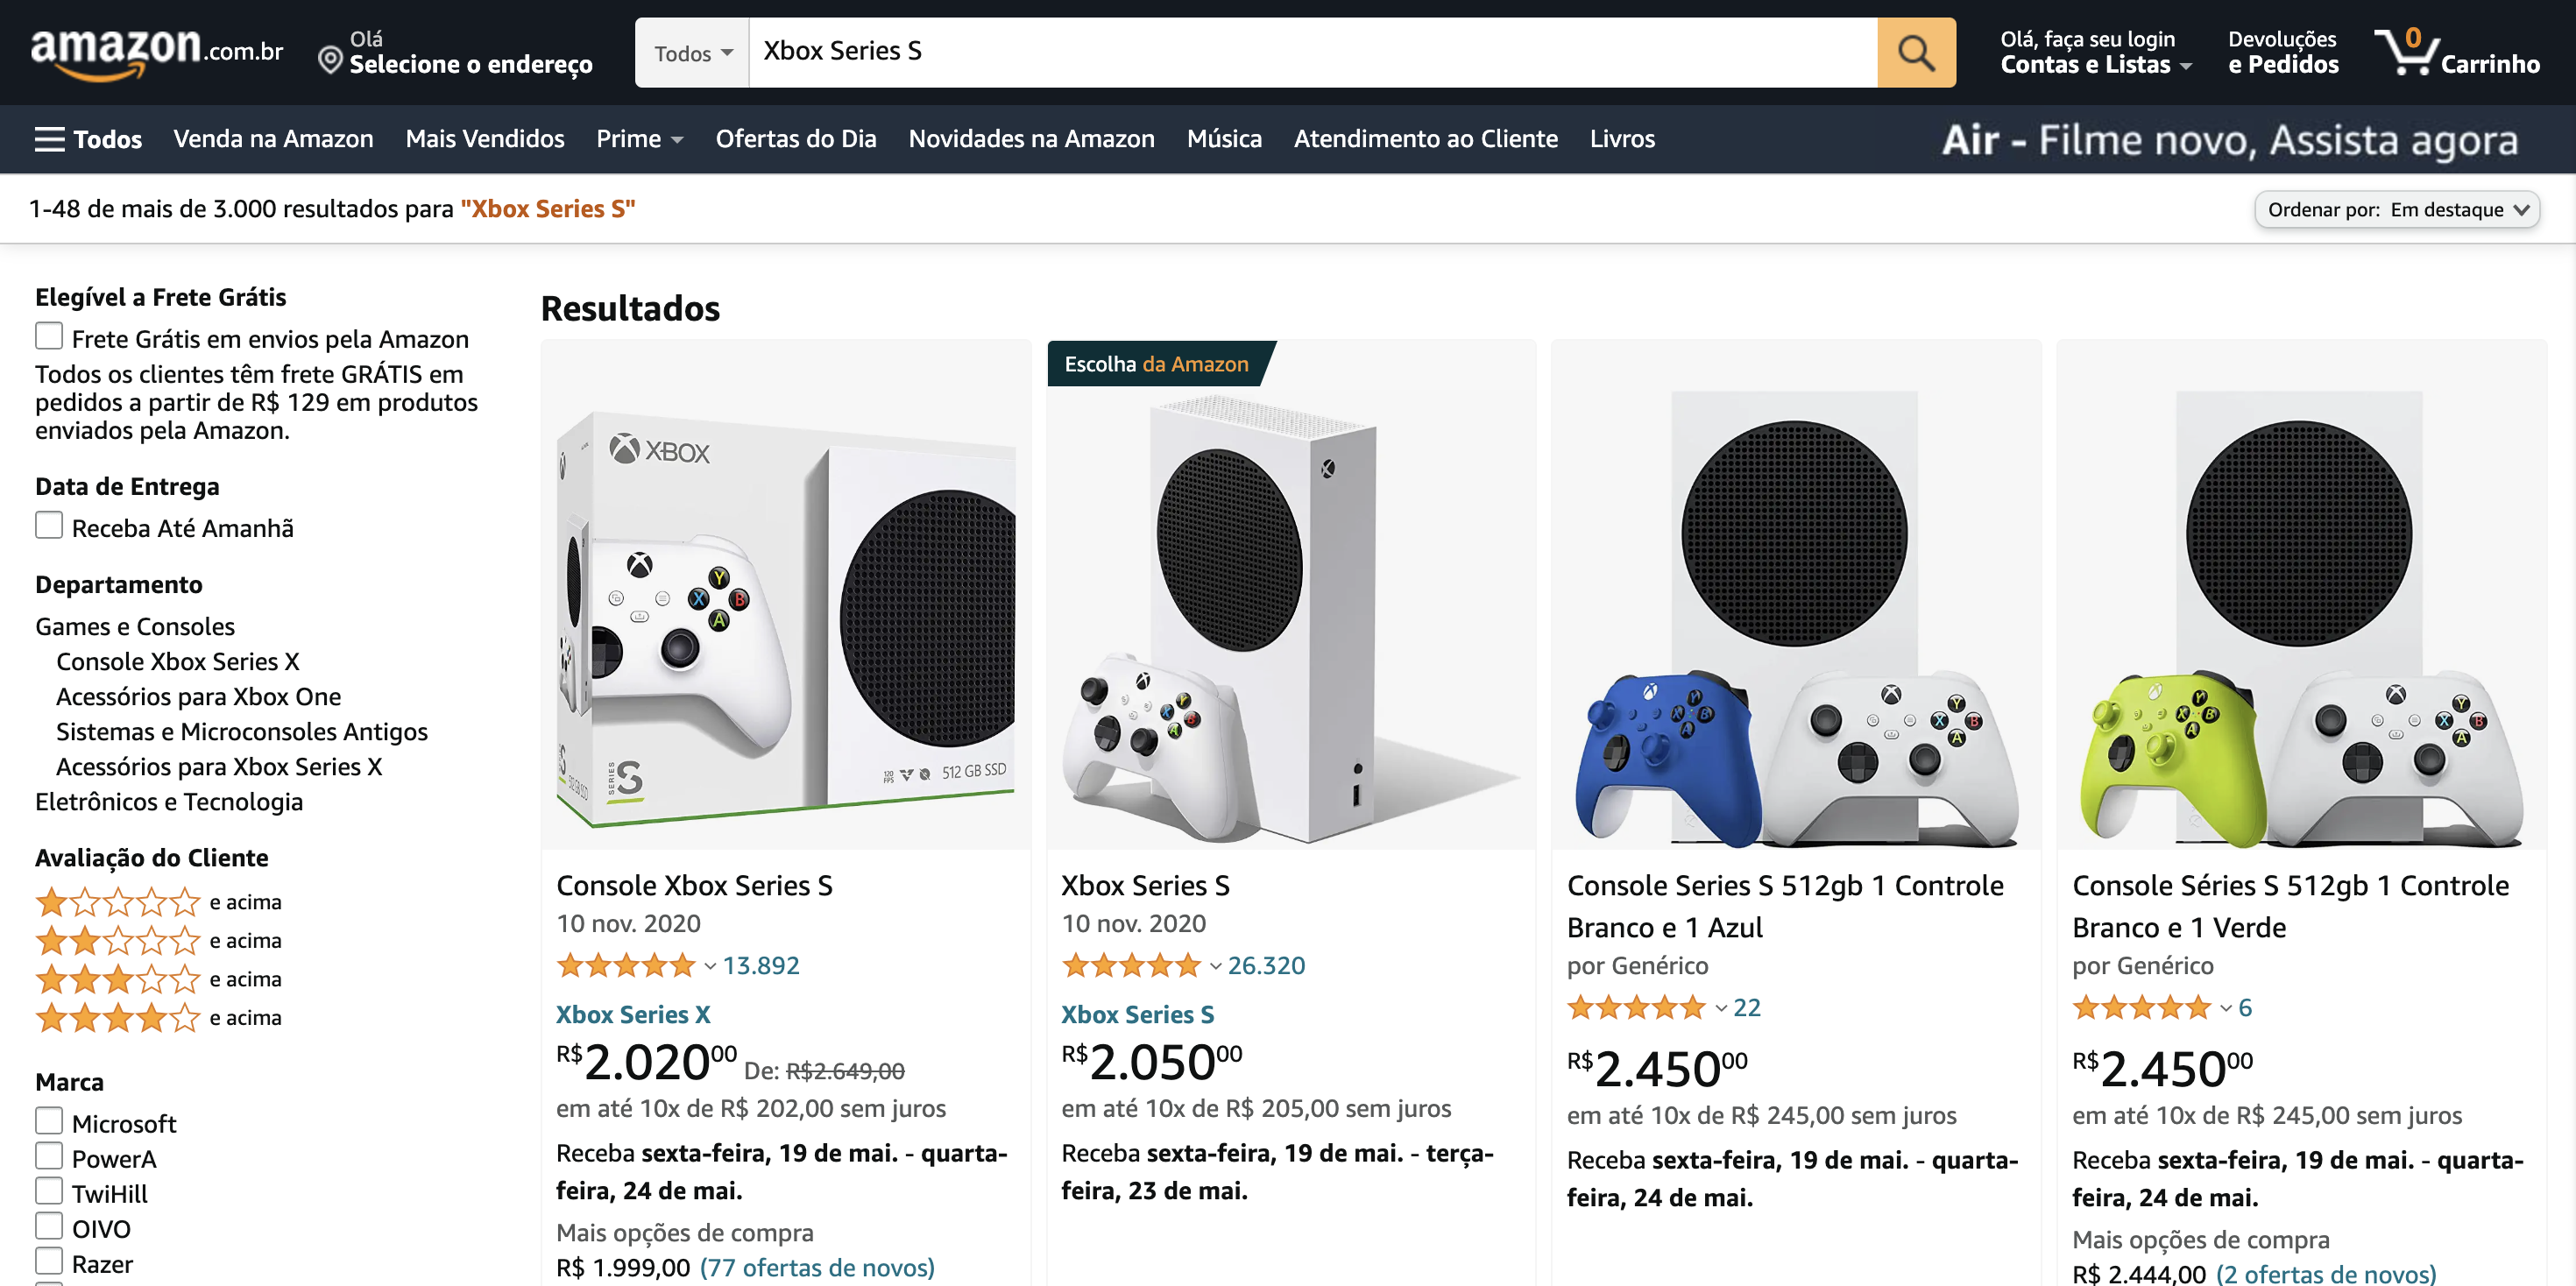 amazon.com.br
Olá
Selecione o endereço
Todos
Xbox Series S
Olá, faça seu login
Contas e Listas
Devoluções
e Pedidos
0
Carrinho
Todos
Venda na Amazon
Mais Vendidos
Prime
Ofertas do Dia
Novidades na Amazon
Música
Atendimento ao Cliente
Livros
Air - Filme novo, Assista agora
1-48 de mais de 3.000 resultados para "Xbox Series S"
Ordenar por: Em destaque
Elegível a Frete Grátis
Frete Grátis em envios pela Amazon
Todos os clientes têm frete GRÁTIS em
pedidos a partir de R$ 129 em produtos
enviados pela Amazon.
Data de Entrega
Receba Até Amanhã
Departamento
Games e Consoles
Console Xbox Series X
Acessórios para Xbox One
Sistemas e Microconsoles Antigos
Acessórios para Xbox Series X
Eletrônicos e Tecnologia
Avaliação do Cliente
e acima
e acima
e acima
e acima
Marca
Microsoft
PowerA
TwiHill
OIVO
Razer
Resultados
XBOX
Y
X
B
A
SERIES
S
120
FPS
512 GB SSD
Console Xbox Series S
10 nov. 2020
13.892
Xbox Series X
R$2.02000 De: R$2.649,00
em até 10x de R$ 202,00 sem juros
Receba sexta-feira, 19 de mai. - quarta-
feira, 24 de mai.
Mais opções de compra
R$ 1.999,00 (77 ofertas de novos)
Escolha da Amazon
Y
X
B
A
Xbox Series S
10 nov. 2020
26.320
Xbox Series S
R$2.05000
em até 10x de R$ 205,00 sem juros
Receba sexta-feira, 19 de mai. - terça-
feira, 23 de mai.
Y
X
B
A
Y
X
B
A
Console Series S 512gb 1 Controle
Branco e 1 Azul
por Genérico
22
R$2.45000
em até 10x de R$ 245,00 sem juros
Receba sexta-feira, 19 de mai. - quarta-
feira, 24 de mai.
Y
X
B
A
Y
X
B
A
Console Séries S 512gb 1 Controle
Branco e 1 Verde
por Genérico
6
R$2.45000
em até 10x de R$ 245,00 sem juros
Receba sexta-feira, 19 de mai. - quarta-
feira, 24 de mai.
Mais opções de compra
R$ 2.444,00 (2 ofertas de novos)